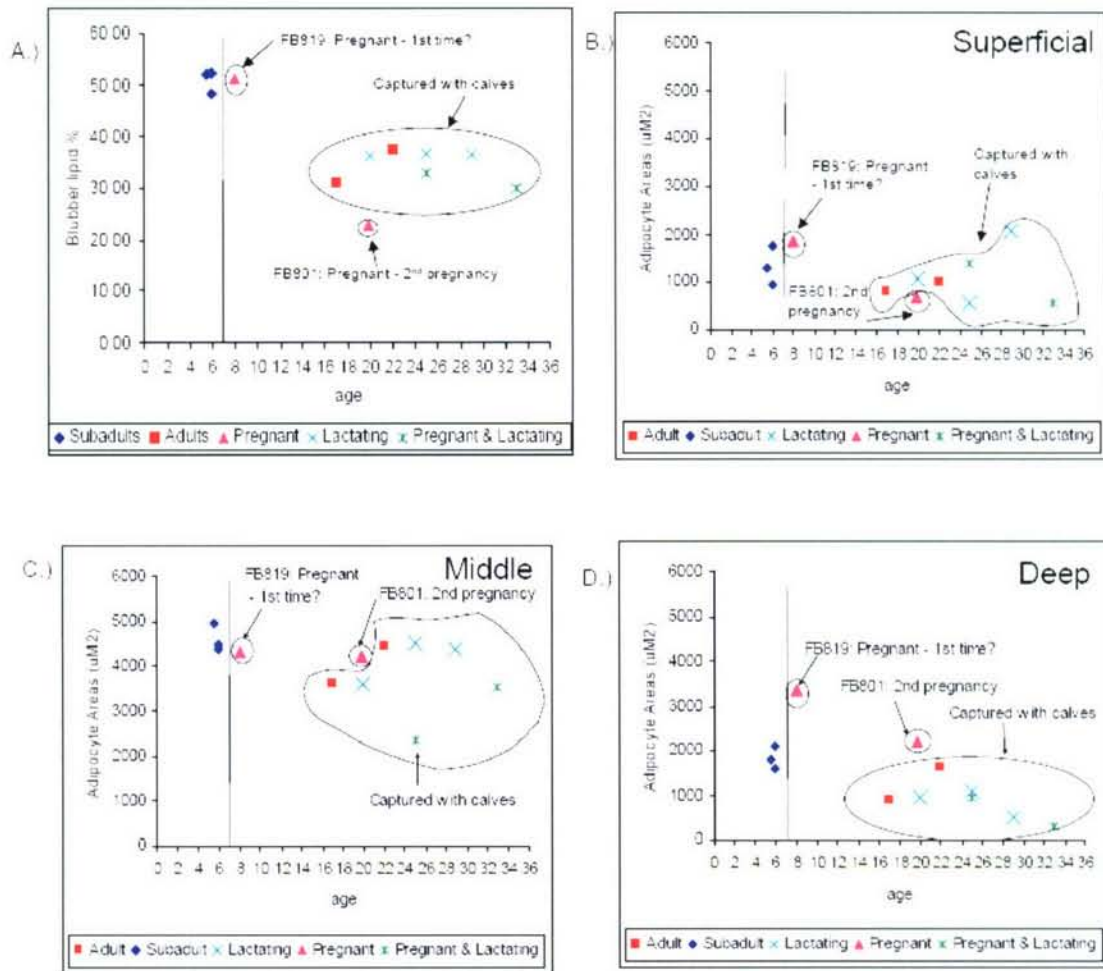 A.)
60 00
50 00
40 00
30 00
20 00
10 00
0 00
Blubber lipid %
FB819: Pregnant - 1st time?
Captured with calves
FB801: Pregnant - 2nd pregnancy
0 2 4 6 8 10 12 14 16 18 20 22 24 26 28 30 32 34 36
age
Subadults Adults Pregnant Lactating Pregnant & Lactating
B.)
Superficial
6000
5000
4000
3000
2000
1000
0
Adipocyte Areas (uM2)
FB819: Pregnant
- 1st time?
Captured with
calves
FB801: 2nd
pregnancy
0 2 4 6 8 10 12 14 16 18 20 22 24 26 28 30 32 34 36
age
Adult Subadult Lactating Pregnant Pregnant & Lactating
C.)
Middle
6000
5000
4000
3000
2000
1000
0
Adipocyte Areas (uM2)
FB819: Pregnant
- 1st time?
FB801: 2nd pregnancy
Captured with calves
0 2 4 6 8 10 12 14 16 18 20 22 24 26 28 30 32 34 36
age
Adult Subadult Lactating Pregnant Pregnant & Lactating
D.)
Deep
6000
5000
4000
3000
2000
1000
0
Adipocyte Areas (uM2)
FB819: Pregnant - 1st time?
FB801: 2nd pregnancy
Captured with calves
0 2 4 6 8 10 12 14 16 18 20 22 24 26 28 30 32 34 36
age
Adult Subadult Lactating Pregnant Pregnant & Lactating